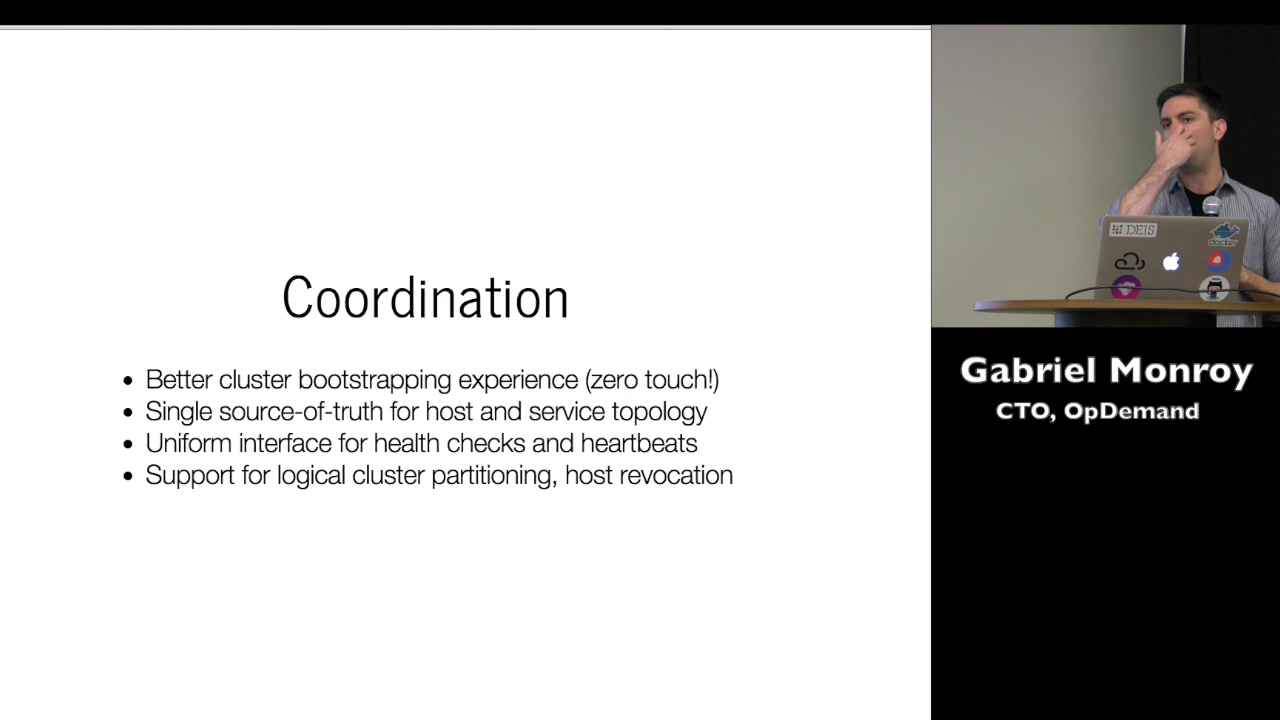 Coordination
• Better cluster bootstrapping experience (zero touch!)
• Single source-of-truth for host and service topology
• Uniform interface for health checks and heartbeats
• Support for logical cluster partitioning, host revocation
DEIS
docker
Gabriel Monroy
CTO, OpDemand